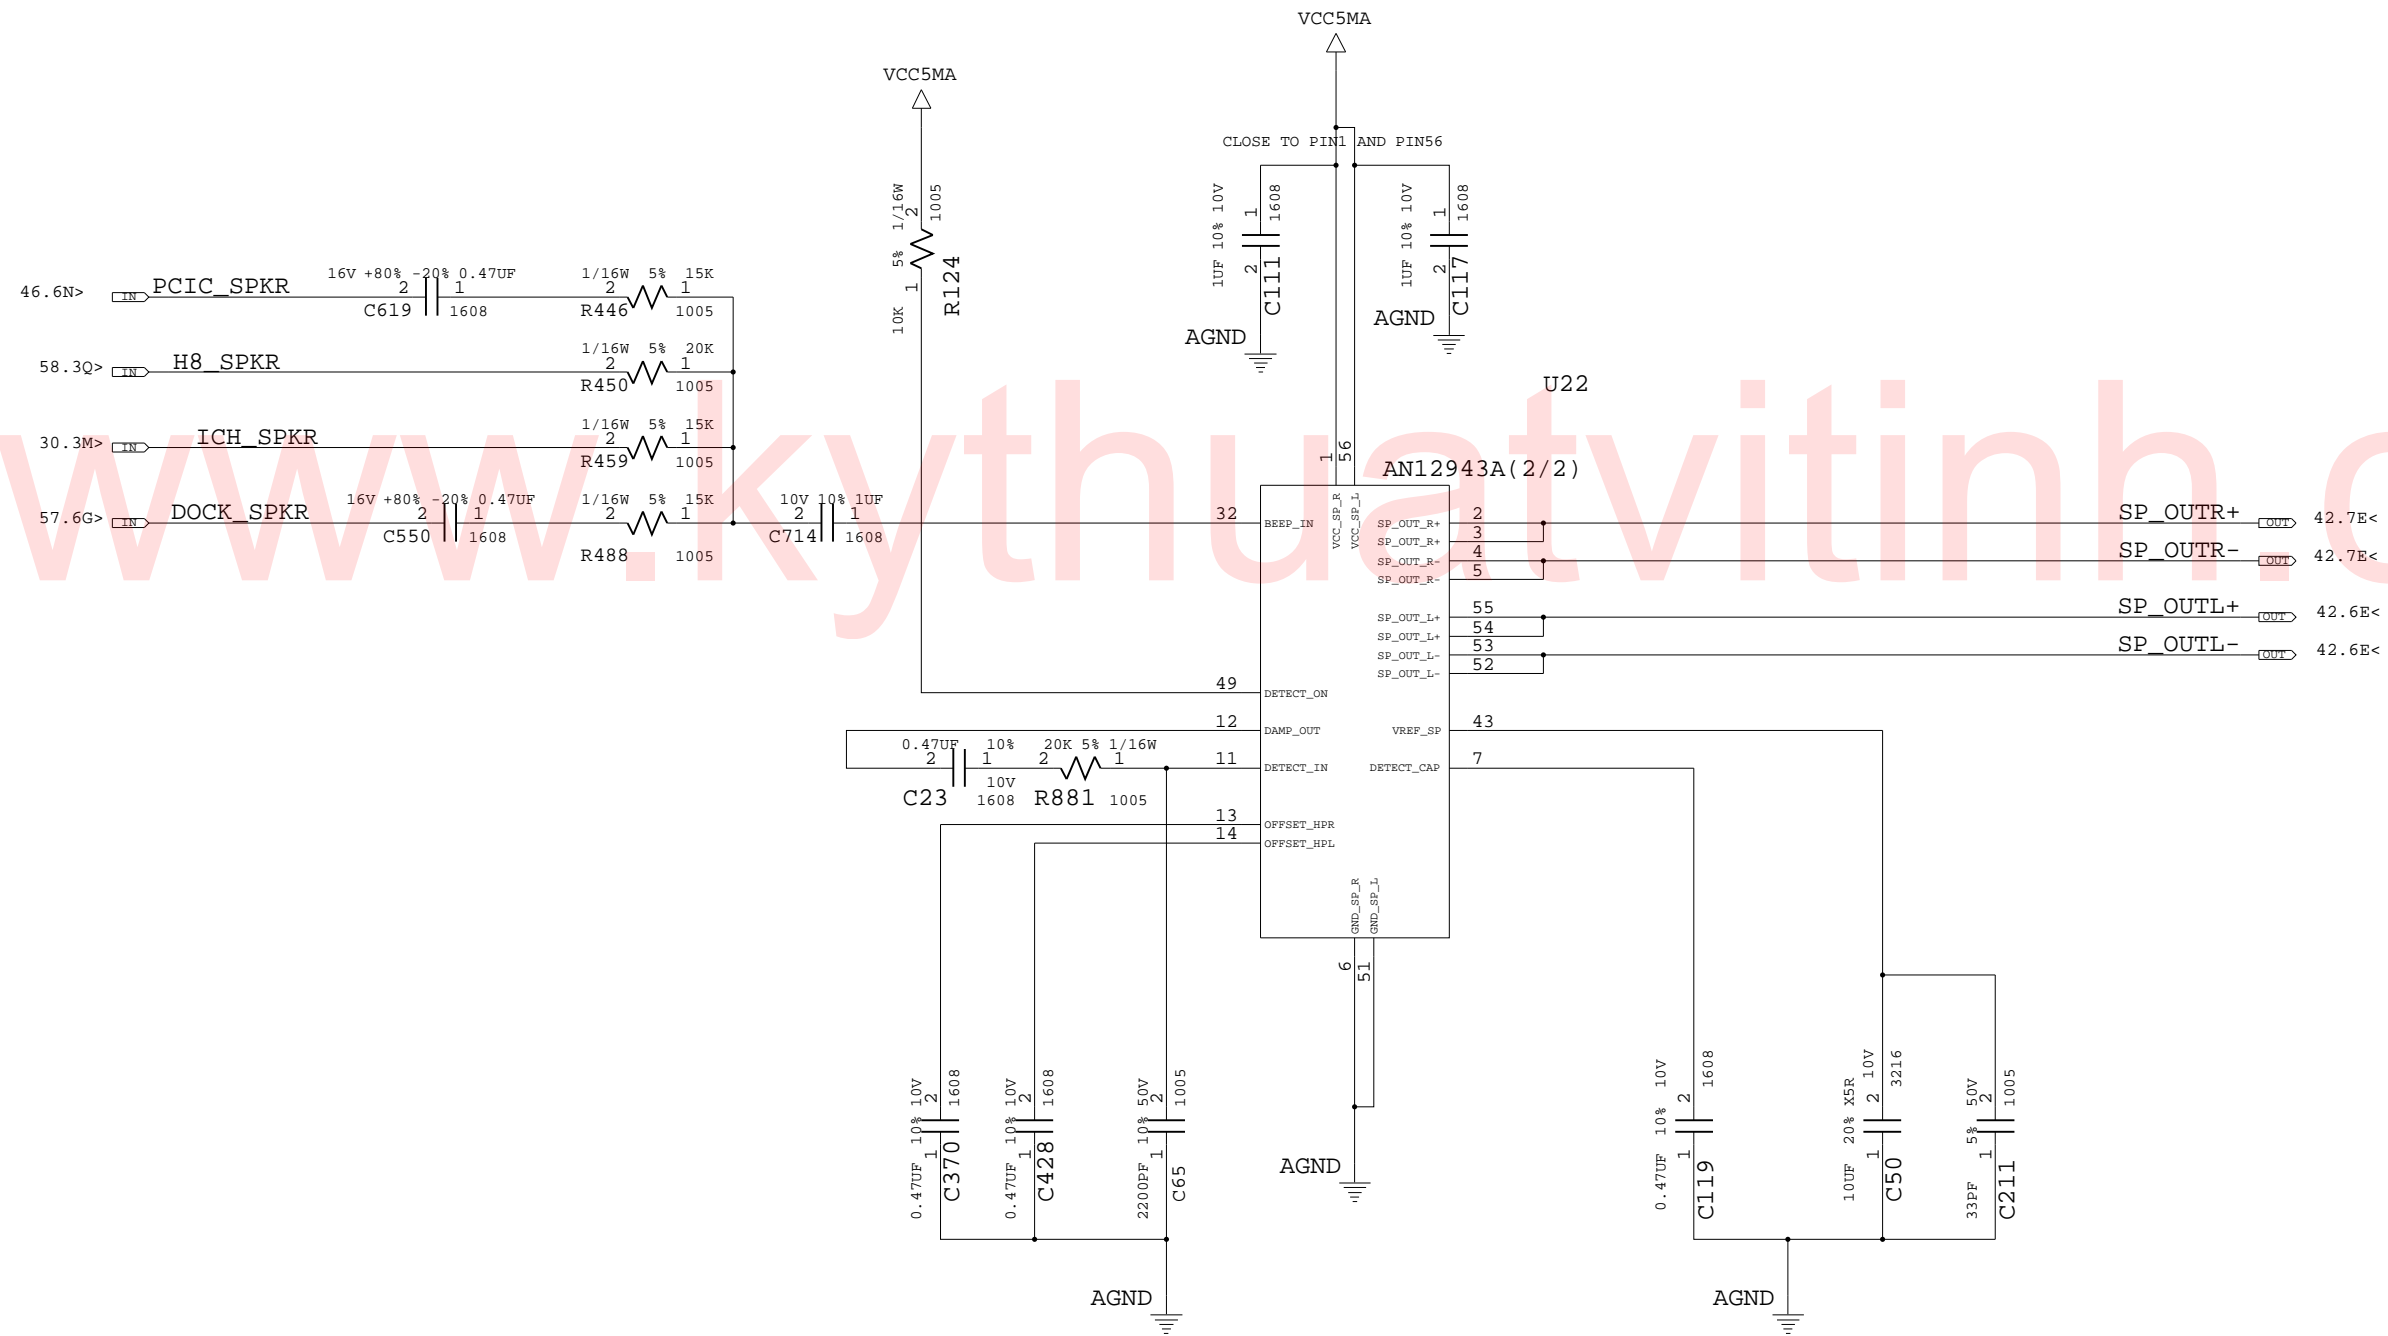 VCC5MA
VCC5MA
CLOSE TO PIN1 AND PIN56
1/16W
2
1005
5%
R124
1
10K
1UF 10% 10V
1
1608
2
C111
AGND
1UF 10% 10V
1
1608
2
C117
AGND
46.6N> IN PCIC_SPKR
16V +80% -20% 0.47UF
2 1
C619 1608
1/16W 5% 15K
2 1
R446 1005
58.3Q> IN H8_SPKR
1/16W 5% 20K
2 1
R450 1005
30.3M> IN ICH_SPKR
1/16W 5% 15K
2 1
R459 1005
57.6G> IN DOCK_SPKR
16V +80% -20% 0.47UF
2 1
C550 1608
1/16W 5% 15K
2 1
R488 1005
10V 10% 1UF
2 1
C714 1608
www.kythuatvitinh.c
U22
AN12943A(2/2)
1 VCC_SP_R
56 VCC_SP_L
32 BEEP_IN
49 DETECT_ON
12 DAMP_OUT
11 DETECT_IN
13 OFFSET_HPR
14 OFFSET_HPL
SP_OUT_R+ 2 SP_OUTR+ OUT 42.7E<
SP_OUT_R+ 3
SP_OUT_R- 4 SP_OUTR- OUT 42.7E<
SP_OUT_R- 5
SP_OUT_L+ 55 SP_OUTL+ OUT 42.6E<
SP_OUT_L+ 54
SP_OUT_L- 53 SP_OUTL- OUT 42.6E<
SP_OUT_L- 52
VREF_SP 43
DETECT_CAP 7
GND_SP_R 6
GND_SP_L 51
AGND
0.47UF 10%
2 1
10V
C23 1608
20K 5% 1/16W
2 1
R881 1005
0.47UF 10% 10V
2
1608
1
C370
0.47UF 10% 10V
2
1608
1
C428
2200PF 10% 50V
2
1005
1
C65
AGND
0.47UF 10% 10V
2
1608
1
C119
10UF 20% X5R
10V
2
3216
1
C50
33PF 5% 50V
2
1005
1
C211
AGND